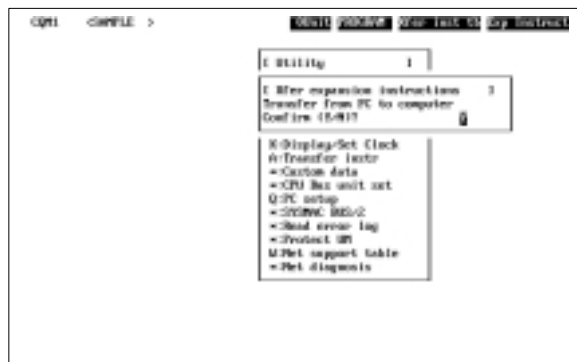 CQM1 <SAMPLE >
[ Utility ]
[ Xfer expansion instructions ]
Transfer from PC to computer
Confirm (Y/N)?
K:Display/Set Clock
A:Transfer instr
*:Custom data
*:CPU Bus unit set
Q:PC setup
*:SYSMAC BUS/2
*:Read error log
*:Protect UM
W:Net support table
*:Net diagnosis